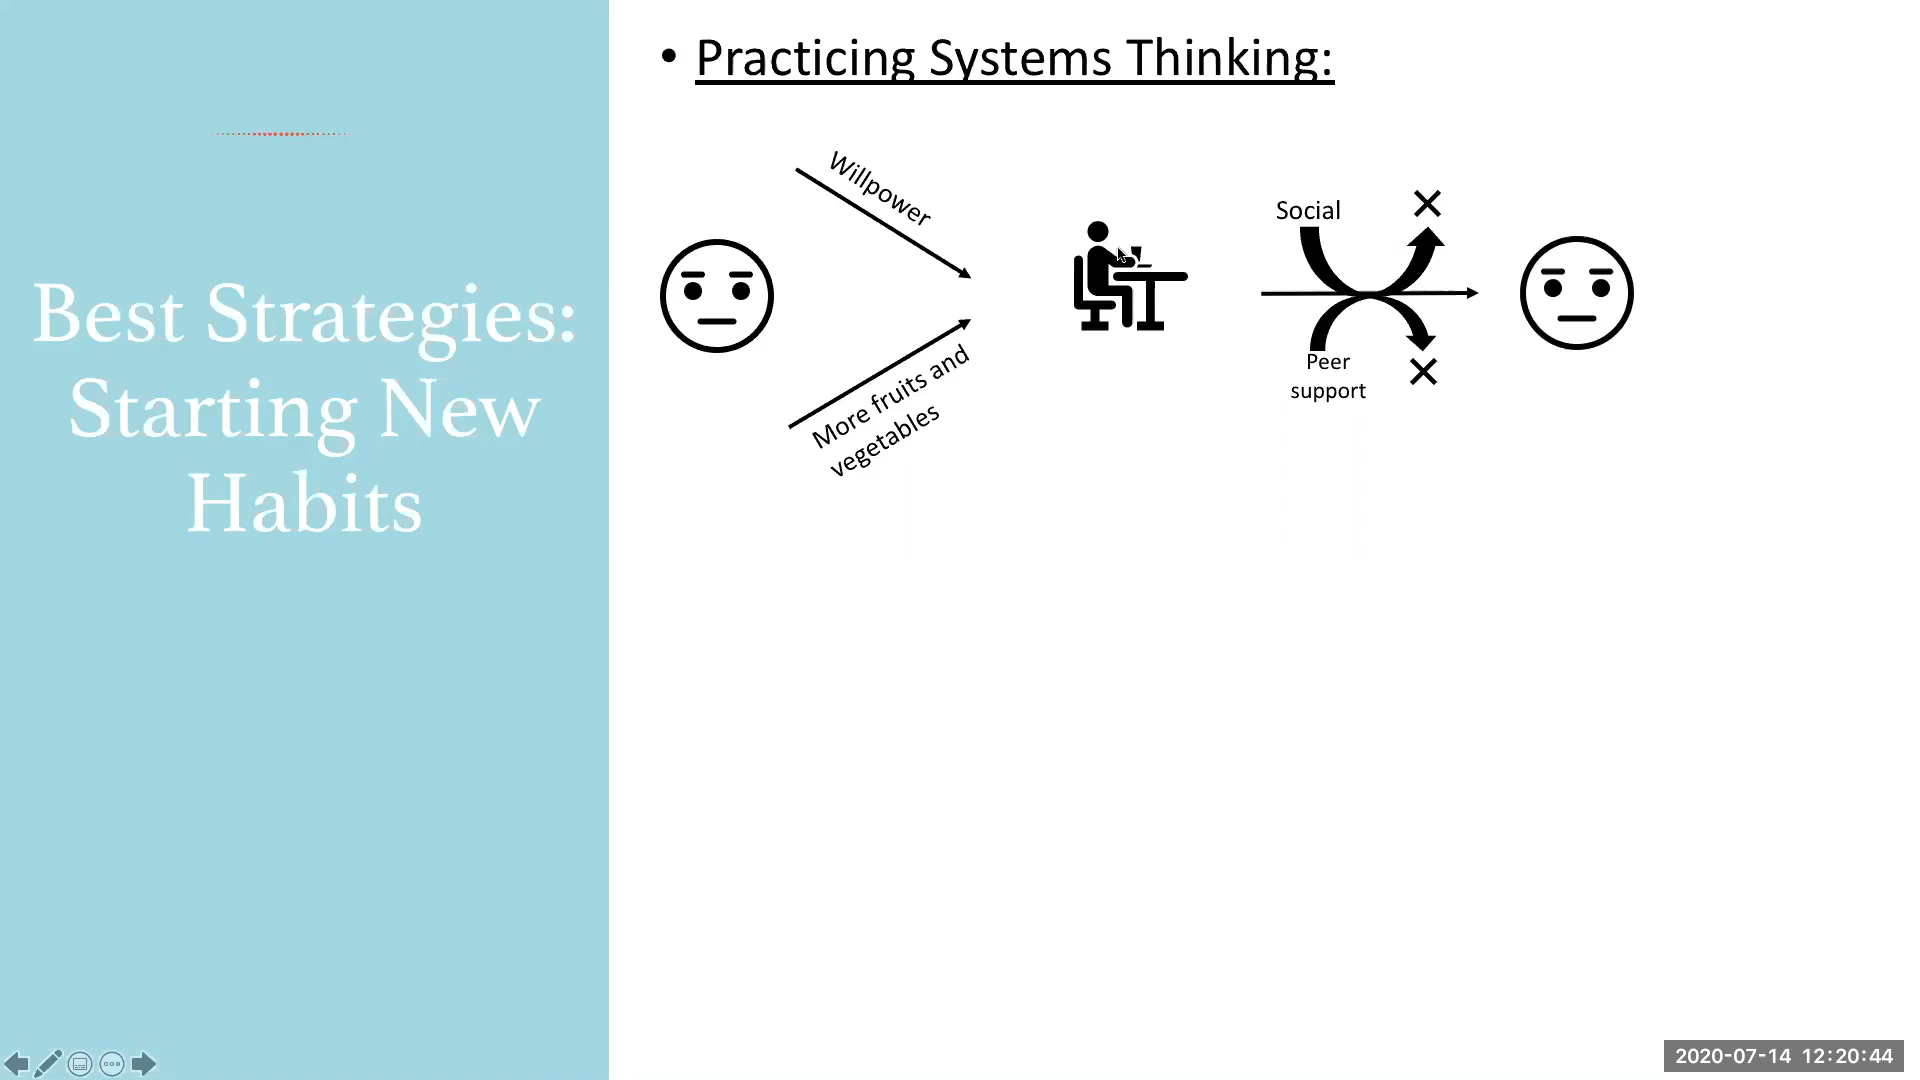 Best Strategies:
Starting New
Habits
• Practicing Systems Thinking:
Willpower
More fruits and
vegetables
Social
Peer
support
2020-07-14 12:20:44